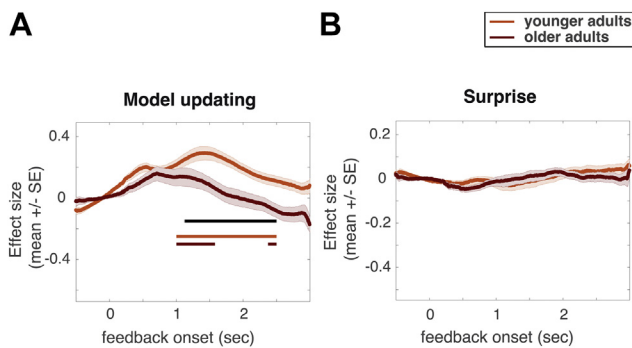 A
B
younger adults
older adults
Model updating
Surprise
Effect size
(mean +/- SE)
0.4
0
-0.4
0
1
2
feedback onset (sec)
Effect size
(mean +/- SE)
0.2
0
-0.2
-0.4
0
1
2
feedback onset (sec)